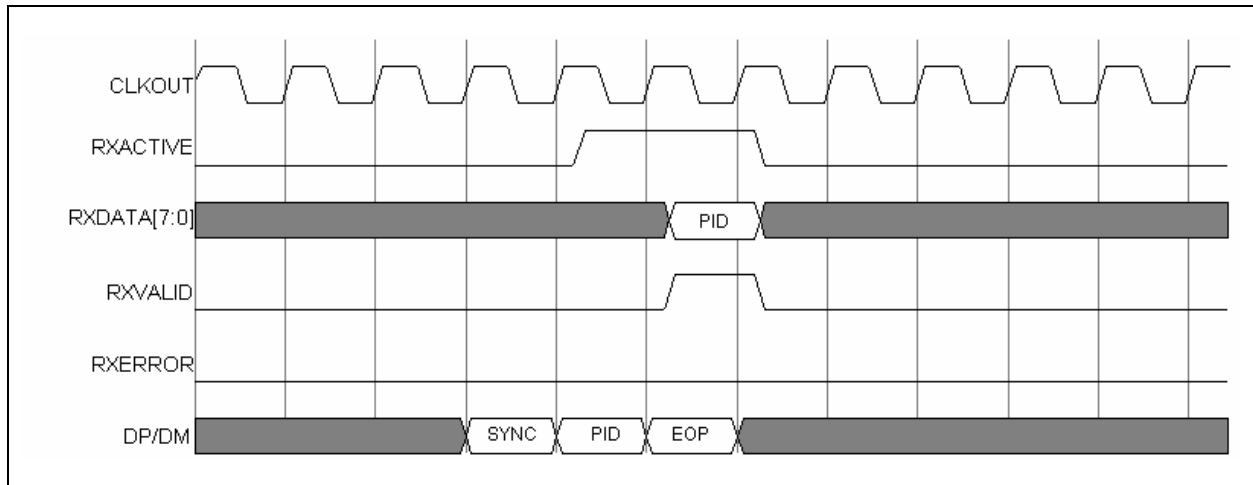 CLKOUT
RXACTIVE
RXDATA[7:0]
PID
RXVALID
RXERROR
DP/DM
SYNC
PID
EOP